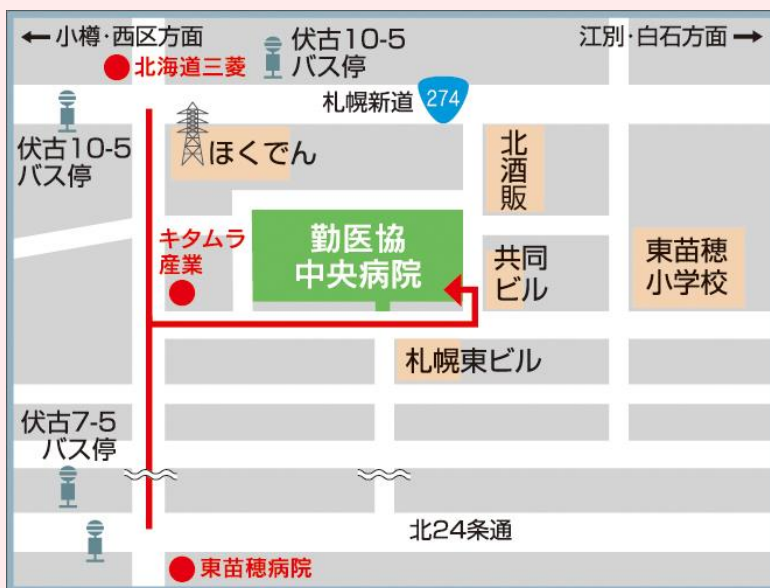 ← 小樽・西区方面
伏古10-5
バス停
江別・白石方面 →
北海道三菱
札幌新道 274
伏古10-5
バス停
ほくでん
北酒販
キタムラ
産業
勤医協
中央病院
共同
ビル
東苗穂
小学校
札幌東ビル
伏古7-5
バス停
北24条通
東苗穂病院